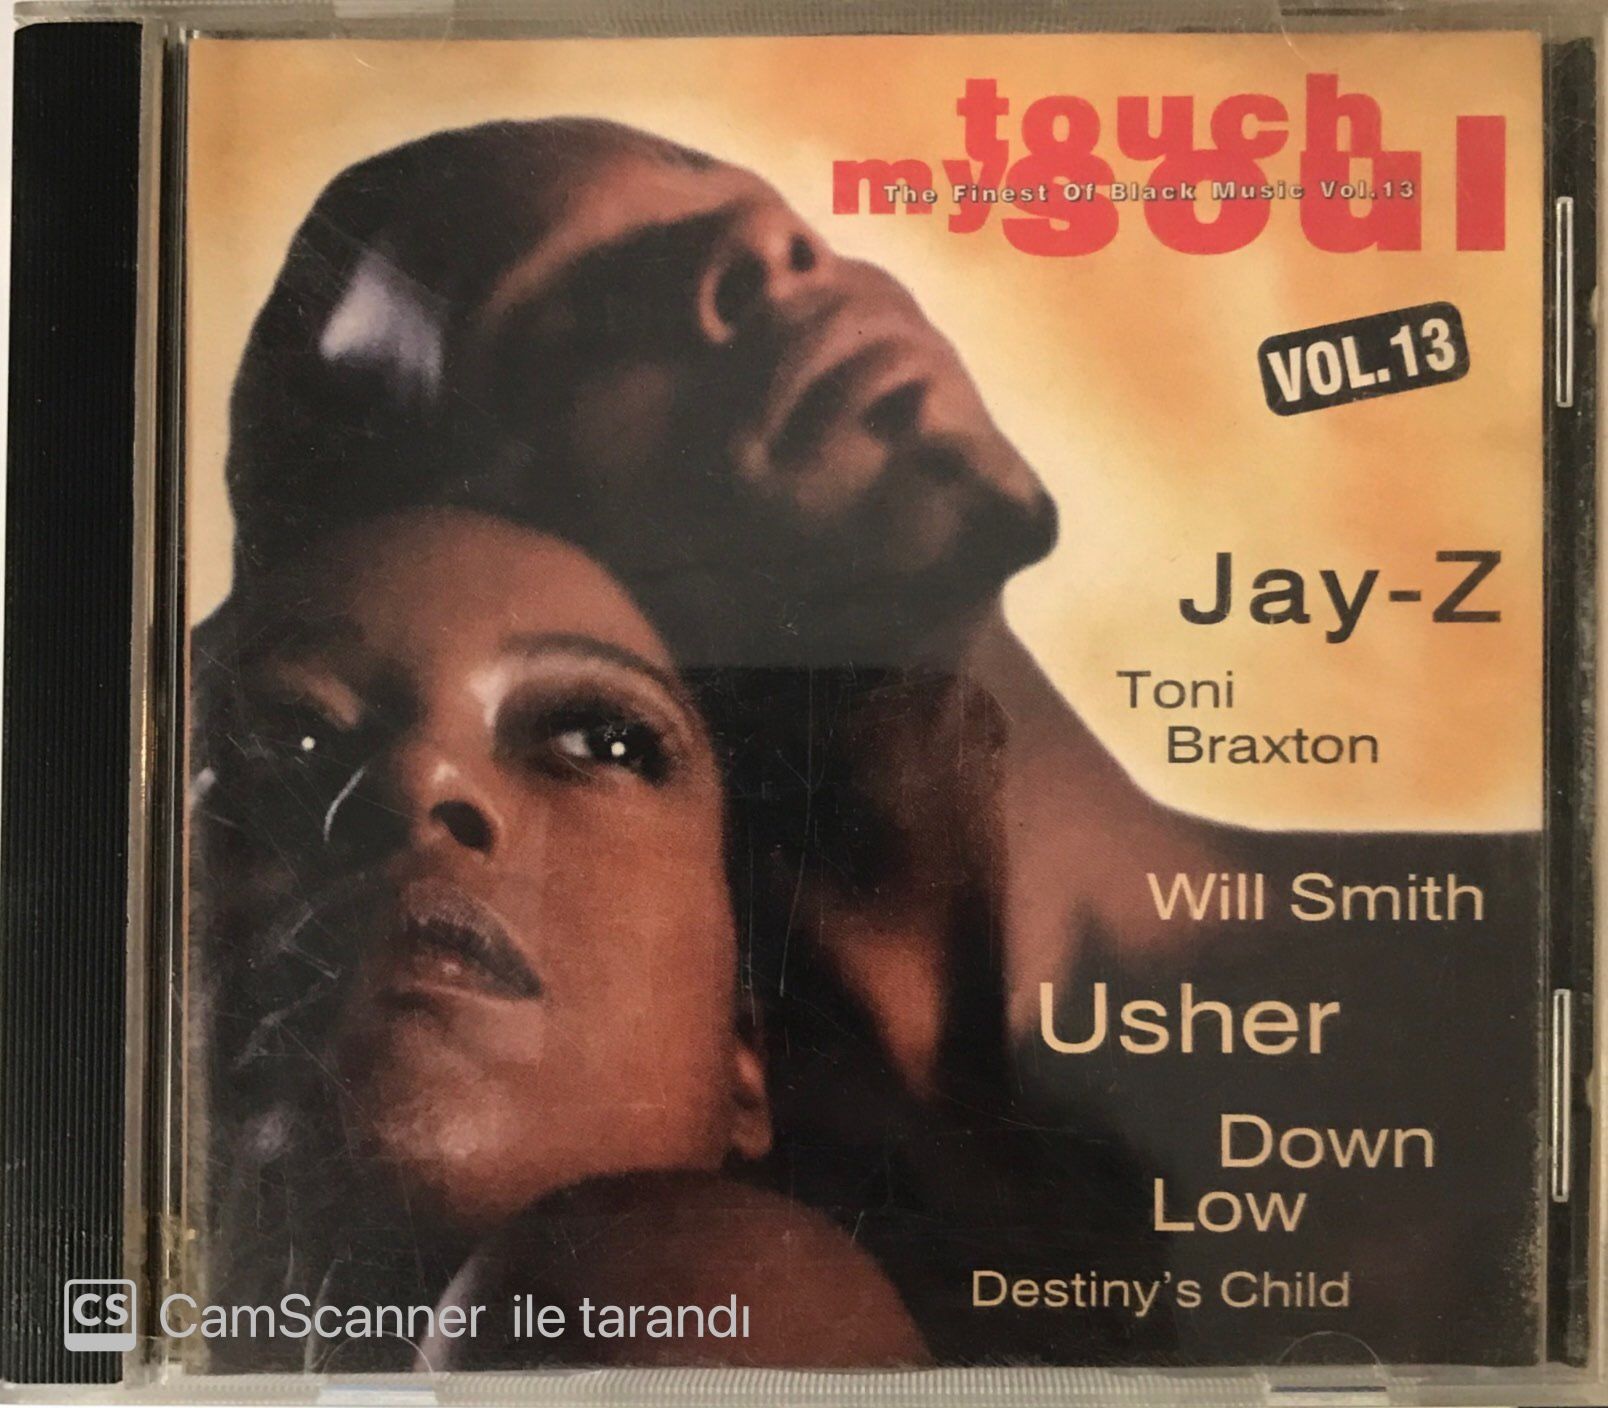 touch
my soul
The Finest Of Black Music Vol.13
VOL.13
Jay-Z
Toni
Braxton
Will Smith
Usher
Down
Low
Destiny's Child
CS CamScanner ile tarandı